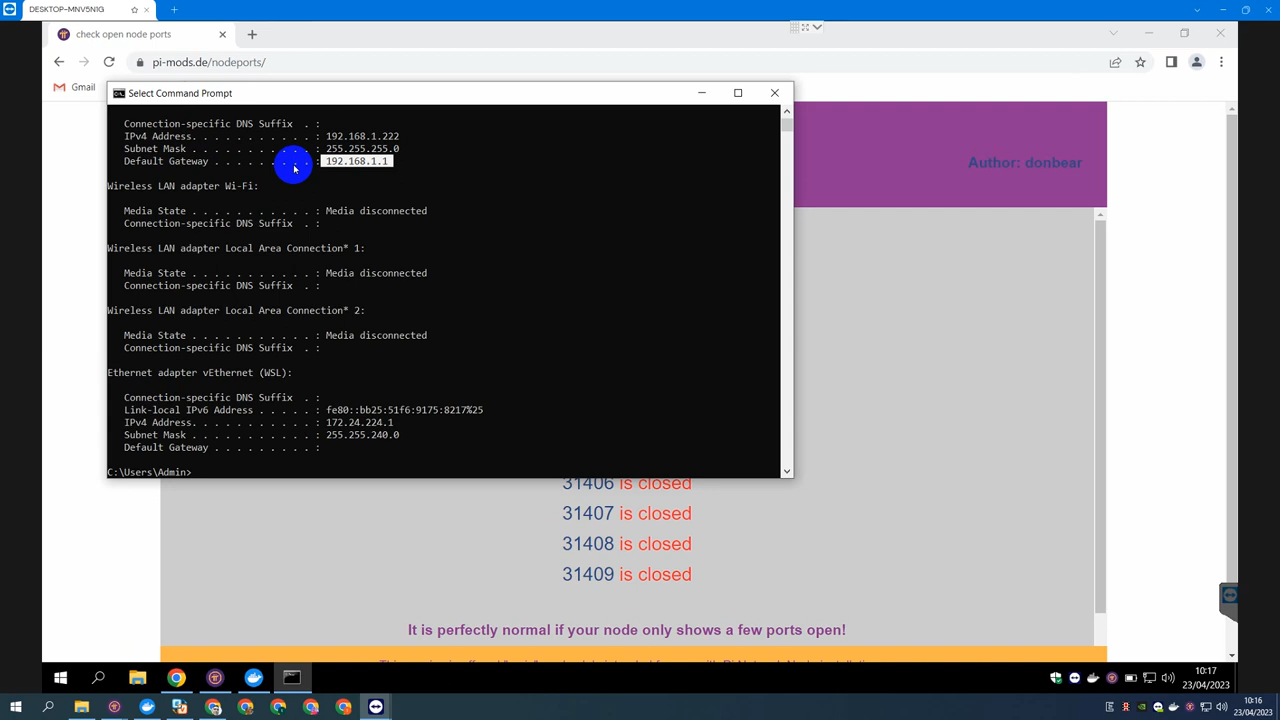 DESKTOP-MNV5NIG
check open node ports
pi-mods.de/nodeports/
Gmail
Select Command Prompt
Connection-specific DNS Suffix . :
IPv4 Address. . . . . . . . . . . : 192.168.1.222
Subnet Mask . . . . . . . . . . . : 255.255.255.0
Default Gateway . . . . . . . . . : 192.168.1.1
Author: donbear
Wireless LAN adapter Wi-Fi:
Media State . . . . . . . . . . . : Media disconnected
Connection-specific DNS Suffix . :
Wireless LAN adapter Local Area Connection* 1:
Media State . . . . . . . . . . . : Media disconnected
Connection-specific DNS Suffix . :
Wireless LAN adapter Local Area Connection* 2:
Media State . . . . . . . . . . . : Media disconnected
Connection-specific DNS Suffix . :
Ethernet adapter vEthernet (WSL):
Connection-specific DNS Suffix . :
Link-local IPv6 Address . . . . . : fe80::bb25:51f6:9175:8217%25
IPv4 Address. . . . . . . . . . . : 172.24.224.1
Subnet Mask . . . . . . . . . . . : 255.255.240.0
Default Gateway . . . . . . . . . :
C:\Users\Admin>
31406 is closed
31407 is closed
31408 is closed
31409 is closed
It is perfectly normal if your node only shows a few ports open!
10:17
23/04/2023
10:16
23/04/2023